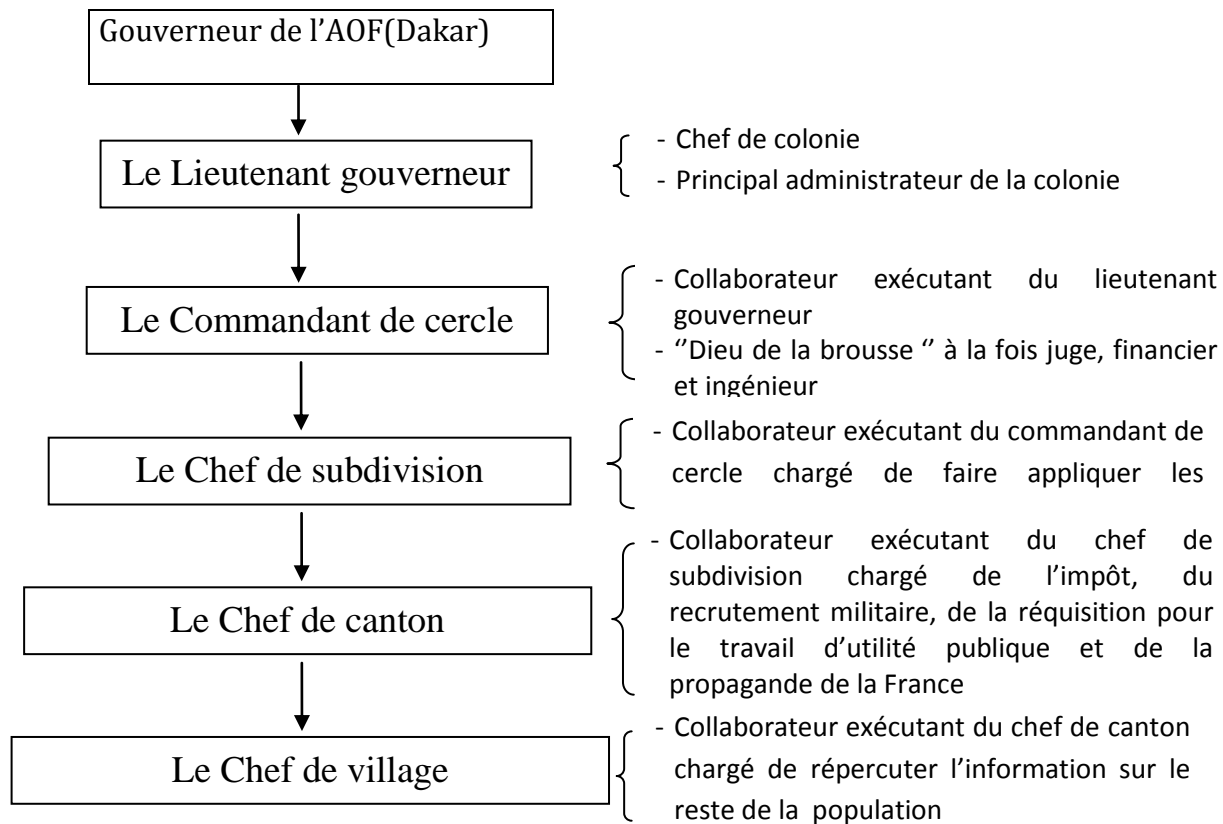 Gouverneur de l’AOF(Dakar)
Le Lieutenant gouverneur
- Chef de colonie
- Principal administrateur de la colonie
Le Commandant de cercle
- Collaborateur exécutant du lieutenant
gouverneur
- ‘’Dieu de la brousse ‘’ à la fois juge, financier
et ingénieur
Le Chef de subdivision
- Collaborateur exécutant du commandant de
cercle chargé de faire appliquer les
Le Chef de canton
- Collaborateur exécutant du chef de
subdivision chargé de l’impôt, du
recrutement militaire, de la réquisition pour
le travail d’utilité publique et de la
propagande de la France
Le Chef de village
- Collaborateur exécutant du chef de canton
chargé de répercuter l’information sur le
reste de la population